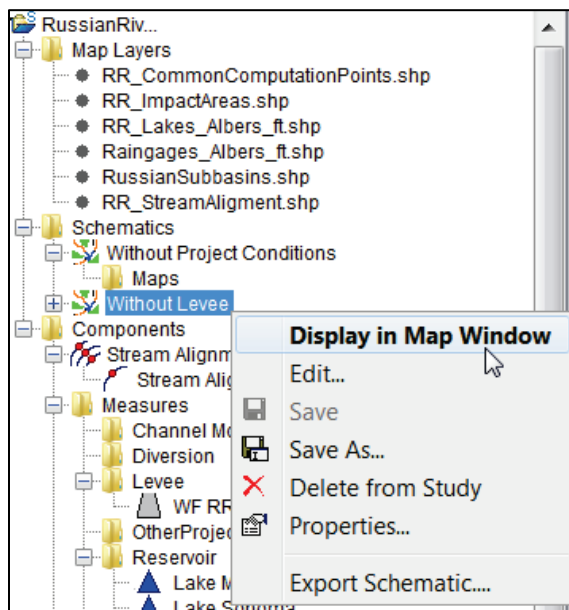 RussianRiv...
Map Layers
RR_CommonComputationPoints.shp
RR_ImpactAreas.shp
RR_Lakes_Albers_ft.shp
Raingages_Albers_ft.shp
RussianSubbasins.shp
RR_StreamAligment.shp
Schematics
Without Project Conditions
Maps
Without Levee
Components
Display in Map Window
Stream Alignm
Edit...
Stream Alig
Measures
Save
Channel Mo
Save As...
Diversion
Levee
Delete from Study
WF RR
Properties...
OtherProjec
Reservoir
Export Schematic....
Lake M
Lake Sonoma